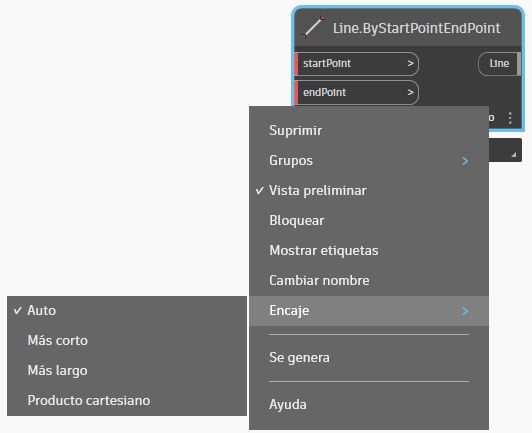 Line.ByStartPointEndPoint
startPoint >
Line
endPoint >
o
Suprimir
Grupos >
✓ Vista preliminar
Bloquear
Mostrar etiquetas
Cambiar nombre
Encaje >
✓ Auto
Más corto
Más largo
Producto cartesiano
Se genera
Ayuda